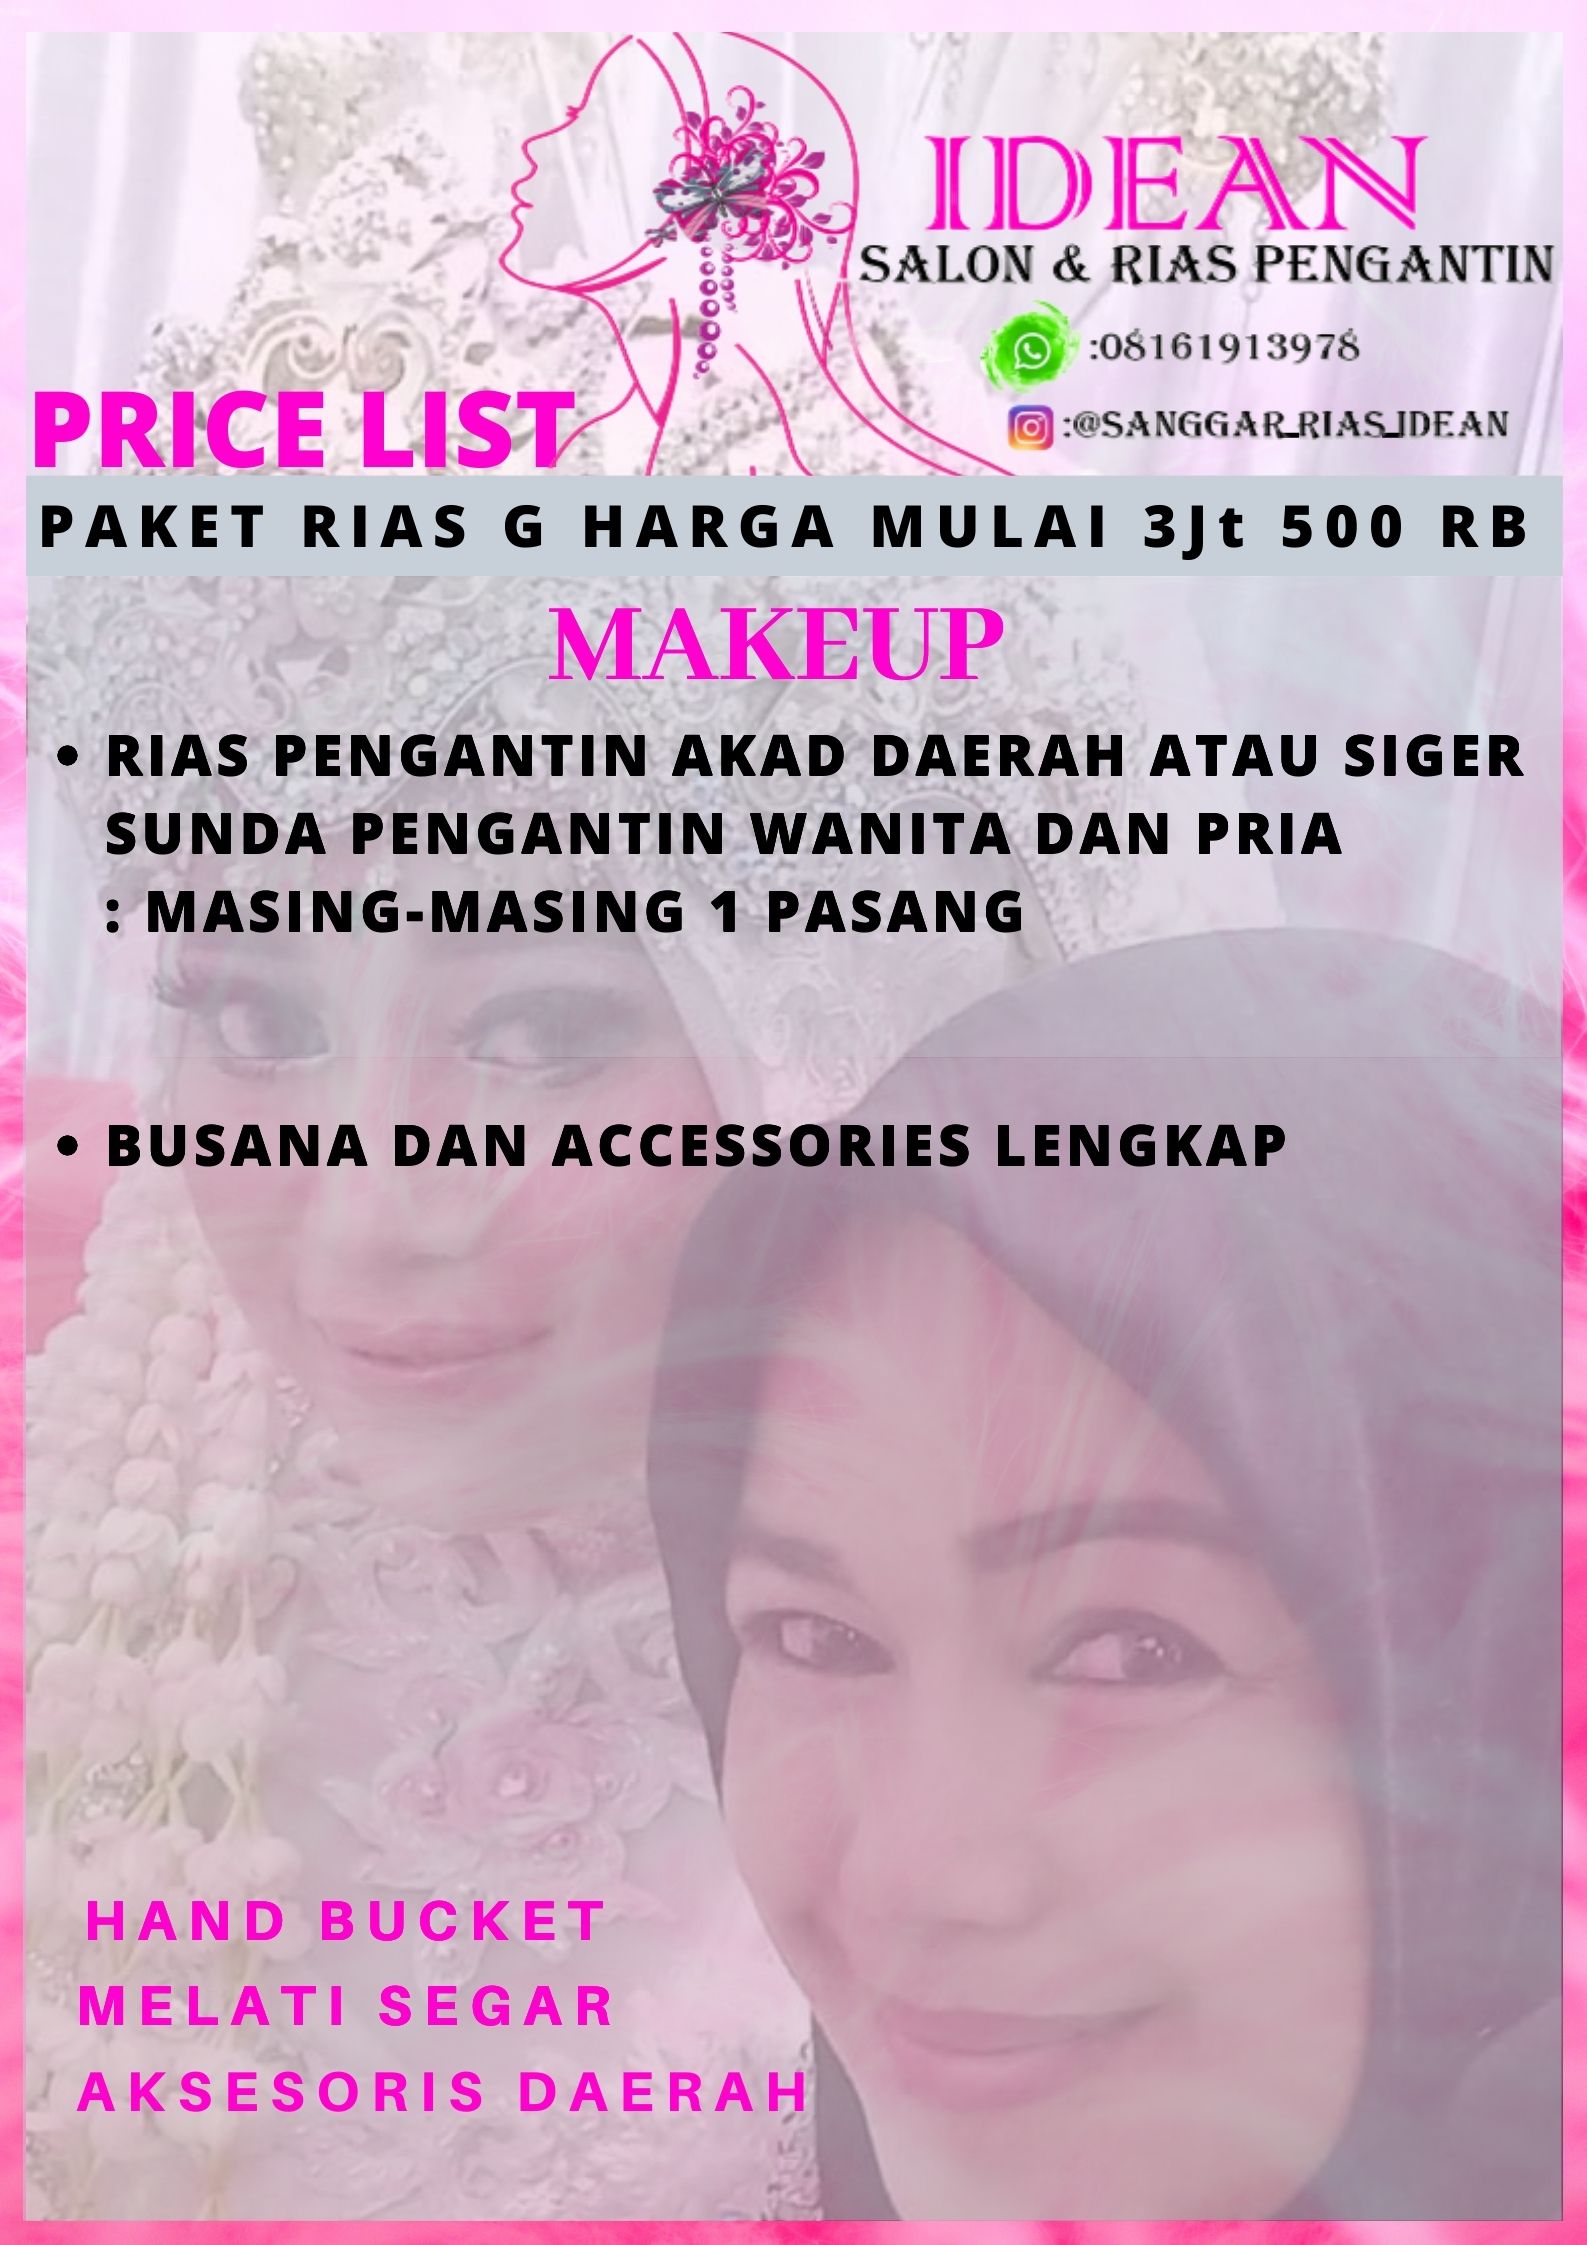 IDEAN
SALON & RIAS PENGANTIN
:08161913978
:@SANGGAR_RIAS_IDEAN
PRICE LIST
PAKET RIAS G HARGA MULAI 3Jt 500 RB
MAKEUP
• RIAS PENGANTIN AKAD DAERAH ATAU SIGER
SUNDA PENGANTIN WANITA DAN PRIA
: MASING-MASING 1 PASANG
• BUSANA DAN ACCESSORIES LENGKAP
HAND BUCKET
MELATI SEGAR
AKSESORIS DAERAH